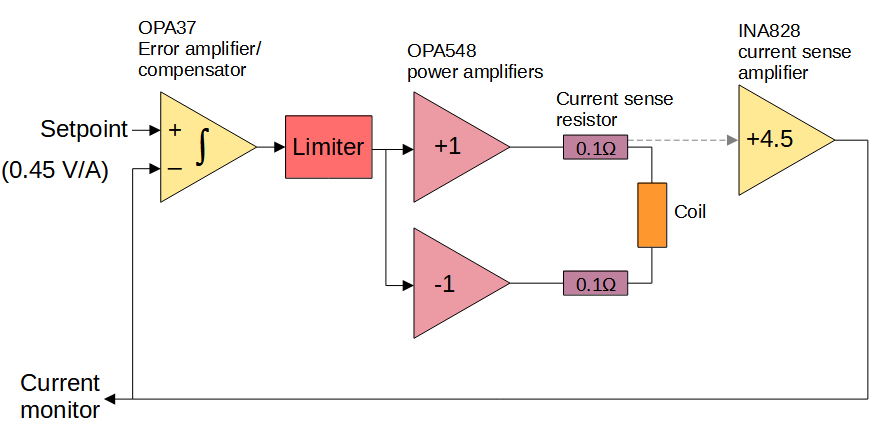 OPA37
Error amplifier/
compensator
OPA548
power amplifiers
INA828
current sense
amplifier
Current sense
resistor
Setpoint
(0.45 V/A)
+
∫
–
Limiter
+1
0.1Ω
+4.5
Coil
-1
0.1Ω
Current
monitor